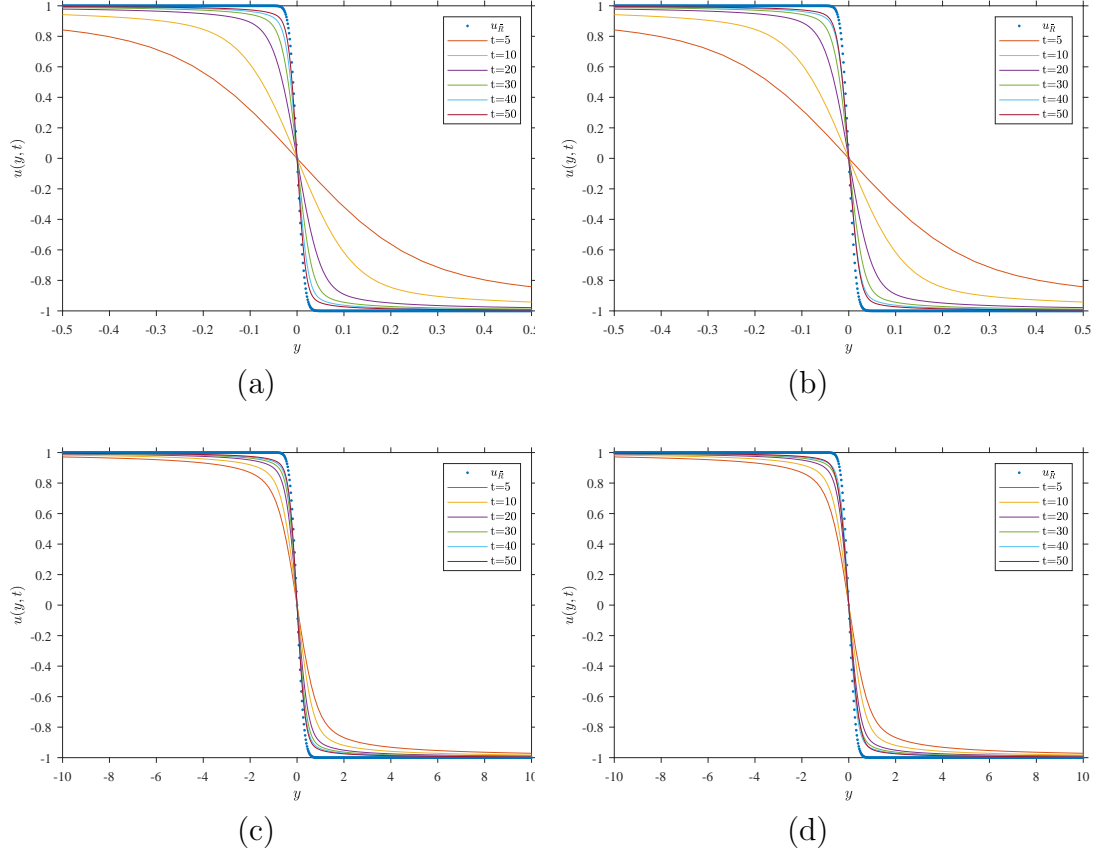 1
0.8
0.6
0.4
0.2
0
-0.2
-0.4
-0.6
-0.8
-1
u(y, t)
-0.5 -0.4 -0.3 -0.2 -0.1 0 0.1 0.2 0.3 0.4 0.5
y
u_R̃
t=5
t=10
t=20
t=30
t=40
t=50
(a)
1
0.8
0.6
0.4
0.2
0
-0.2
-0.4
-0.6
-0.8
-1
u(y, t)
-0.5 -0.4 -0.3 -0.2 -0.1 0 0.1 0.2 0.3 0.4 0.5
y
u_R̃
t=5
t=10
t=20
t=30
t=40
t=50
(b)
1
0.8
0.6
0.4
0.2
0
-0.2
-0.4
-0.6
-0.8
-1
u(y, t)
-10 -8 -6 -4 -2 0 2 4 6 8 10
y
u_R̃
t=5
t=10
t=20
t=30
t=40
t=50
(c)
1
0.8
0.6
0.4
0.2
0
-0.2
-0.4
-0.6
-0.8
-1
u(y, t)
-10 -8 -6 -4 -2 0 2 4 6 8 10
y
u_R̃
t=5
t=10
t=20
t=30
t=40
t=50
(d)